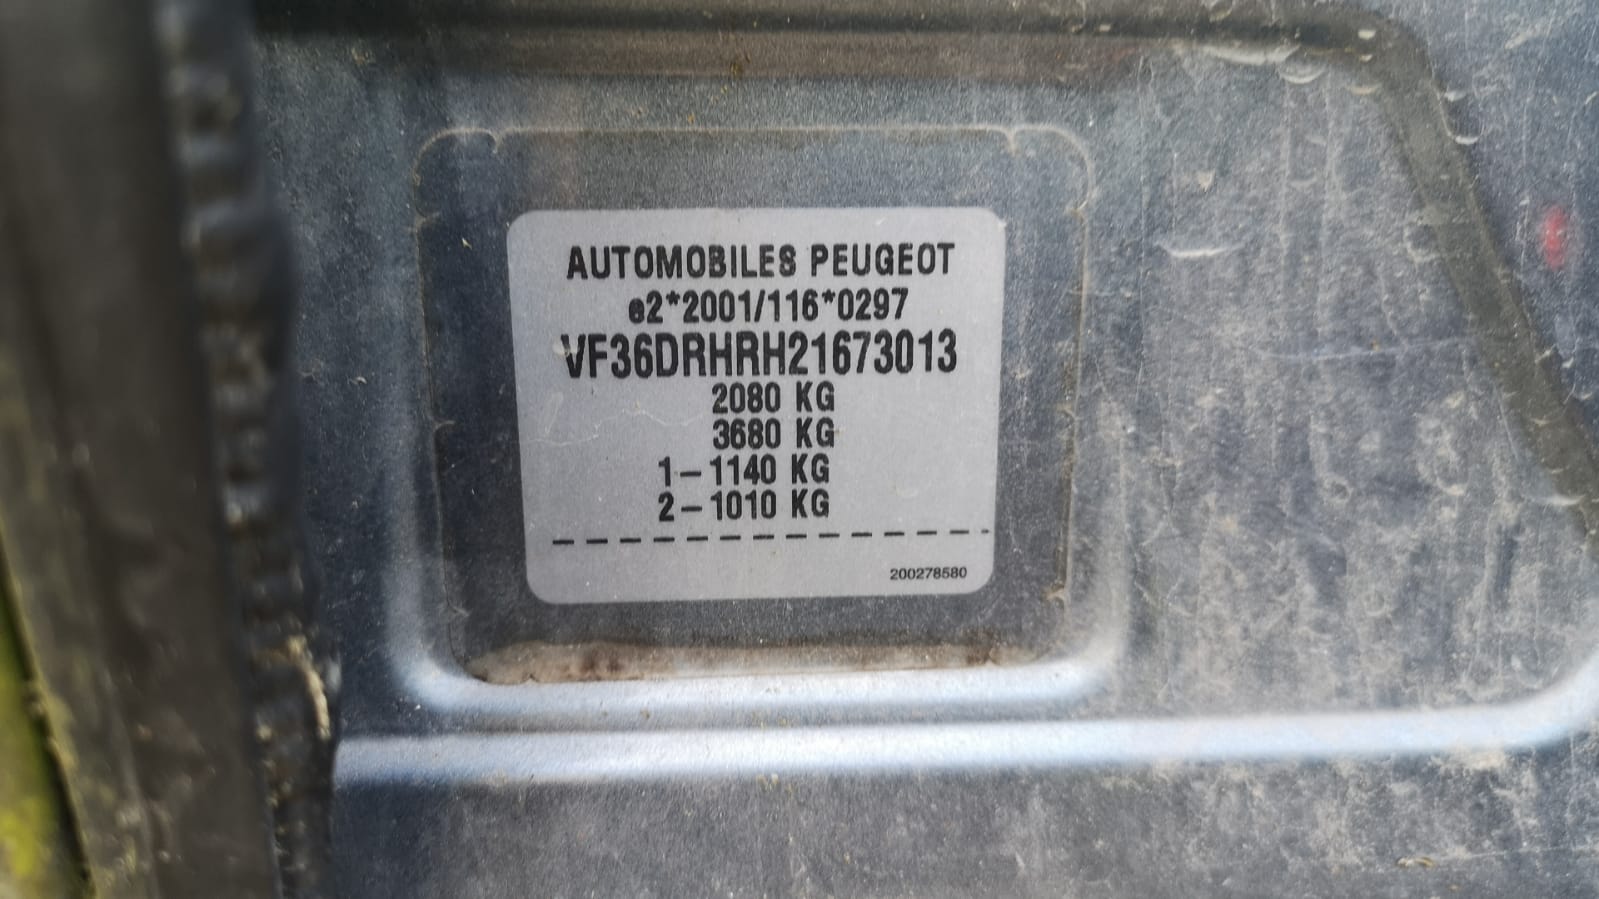 AUTOMOBILES PEUGEOT
e2*2001/116*0297
VF36DRHRH21673013
2080 KG
3680 KG
1-1140 KG
2-1010 KG
200278580